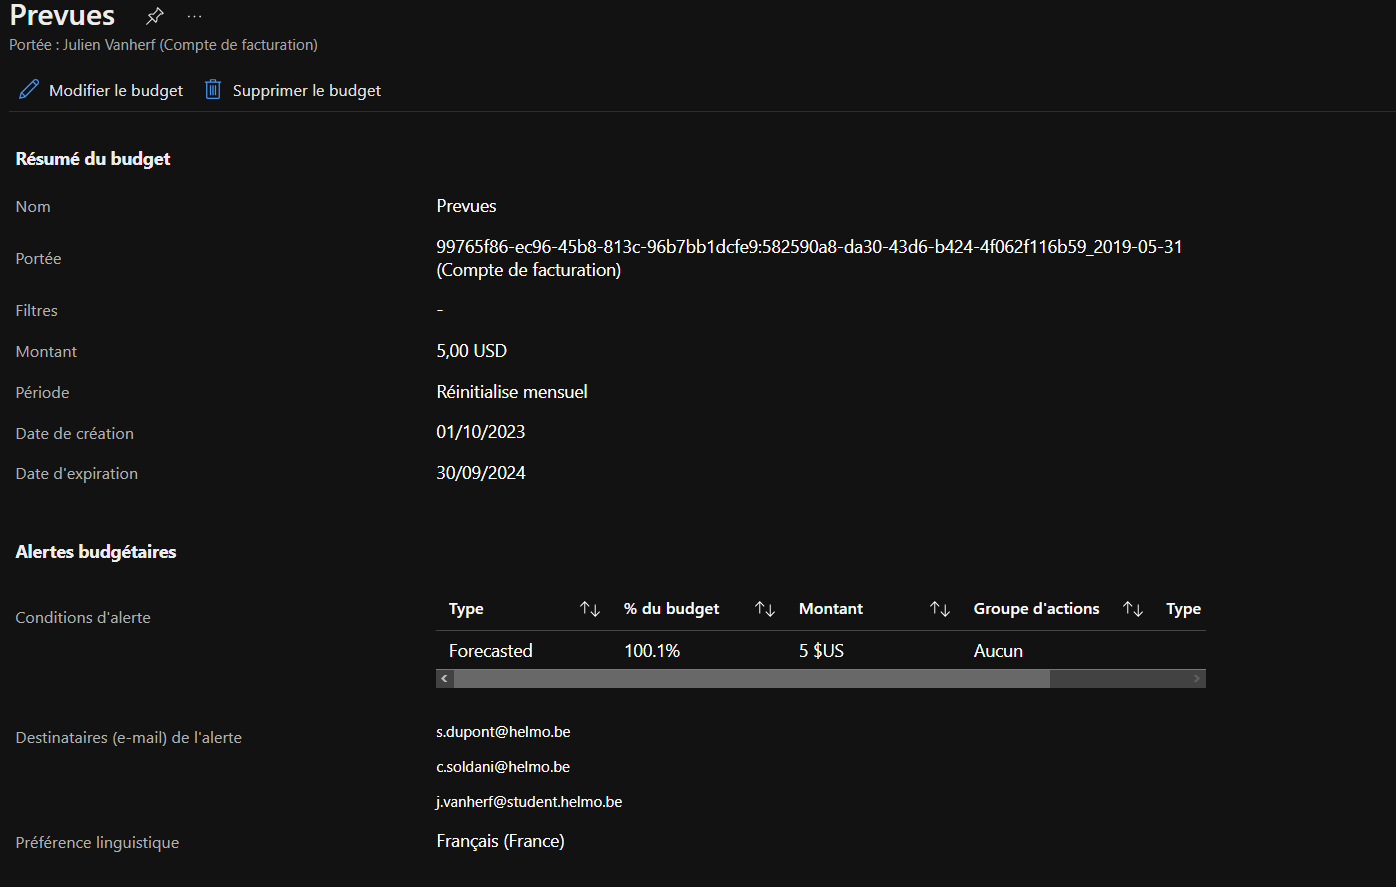 Prevues ...
Portée : Julien Vanherf (Compte de facturation)
Modifier le budget Supprimer le budget
Résumé du budget
Nom Prevues
Portée 99765f86-ec96-45b8-813c-96b7bb1dcfe9:582590a8-da30-43d6-b424-4f062f116b59_2019-05-31
(Compte de facturation)
Filtres -
Montant 5,00 USD
Période Réinitialise mensuel
Date de création 01/10/2023
Date d'expiration 30/09/2024
Alertes budgétaires
Conditions d'alerte
Type % du budget Montant Groupe d'actions Type
Forecasted 100.1% 5 $US Aucun
Destinataires (e-mail) de l'alerte s.dupont@helmo.be
c.soldani@helmo.be
j.vanherf@student.helmo.be
Préférence linguistique Français (France)